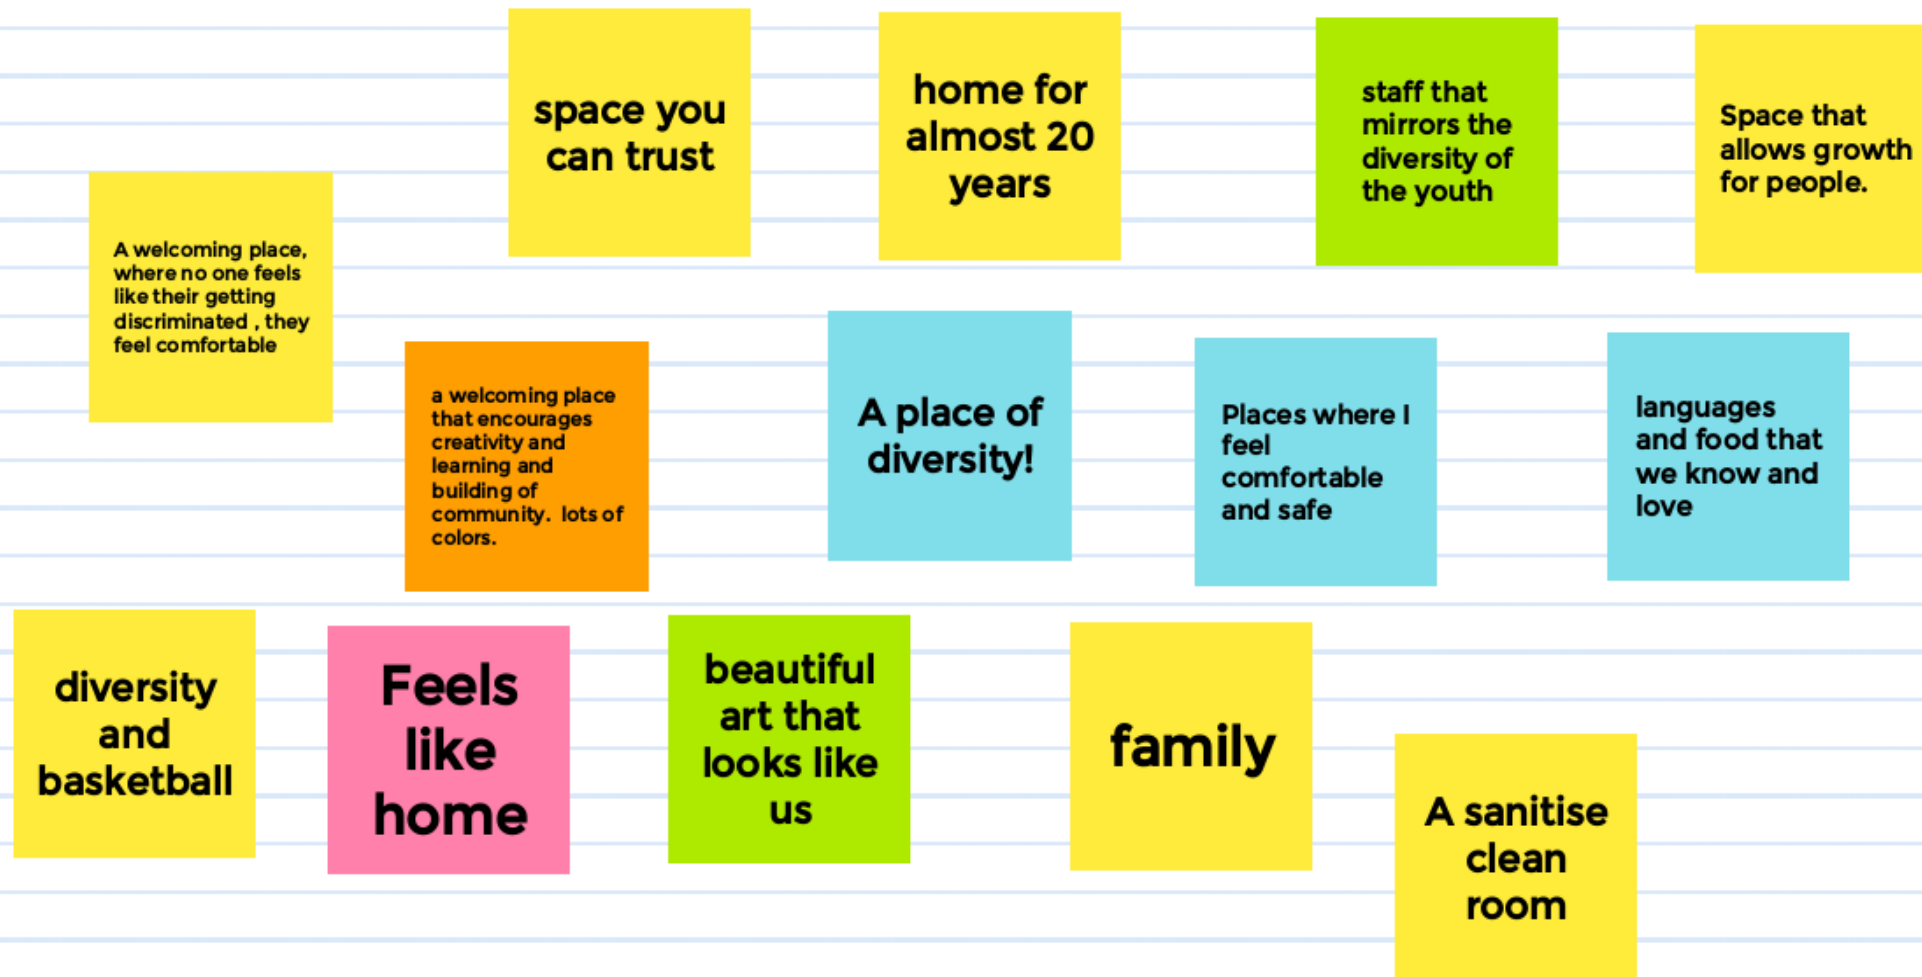 space you
can trust
home for
almost 20
years
staff that
mirrors the
diversity of
the youth
Space that
allows growth
for people.
A welcoming place,
where no one feels
like their getting
discriminated , they
feel comfortable
a welcoming place
that encourages
creativity and
learning and
building of
community.  lots of
colors.
A place of
diversity!
Places where I
feel
comfortable
and safe
languages
and food that
we know and
love
diversity
and
basketball
Feels
like
home
beautiful
art that
looks like
us
family
A sanitise
clean
room